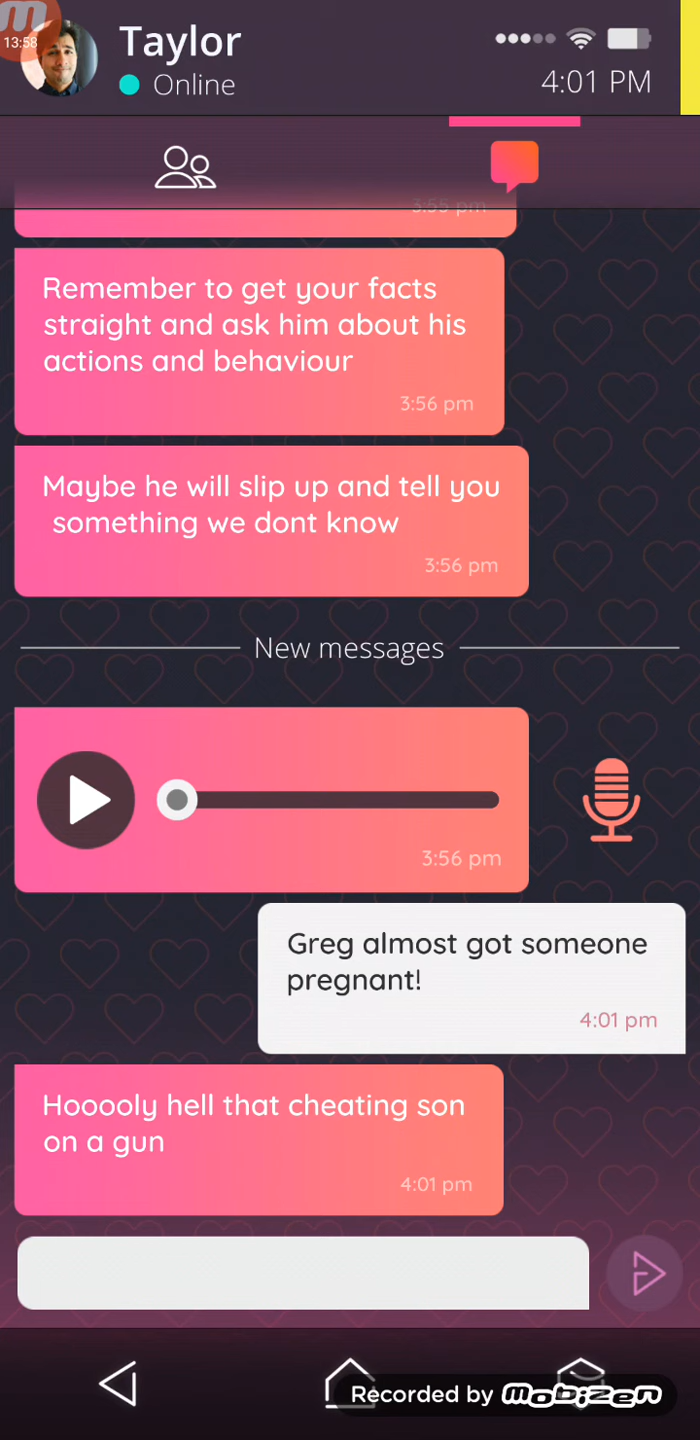 13:58
Taylor
Online
4:01 PM
3:55 pm
Remember to get your facts
straight and ask him about his
actions and behaviour
3:56 pm
Maybe he will slip up and tell you
something we dont know
3:56 pm
New messages
3:56 pm
Greg almost got someone
pregnant!
4:01 pm
Hooooly hell that cheating son
on a gun
4:01 pm
Recorded by mobizen